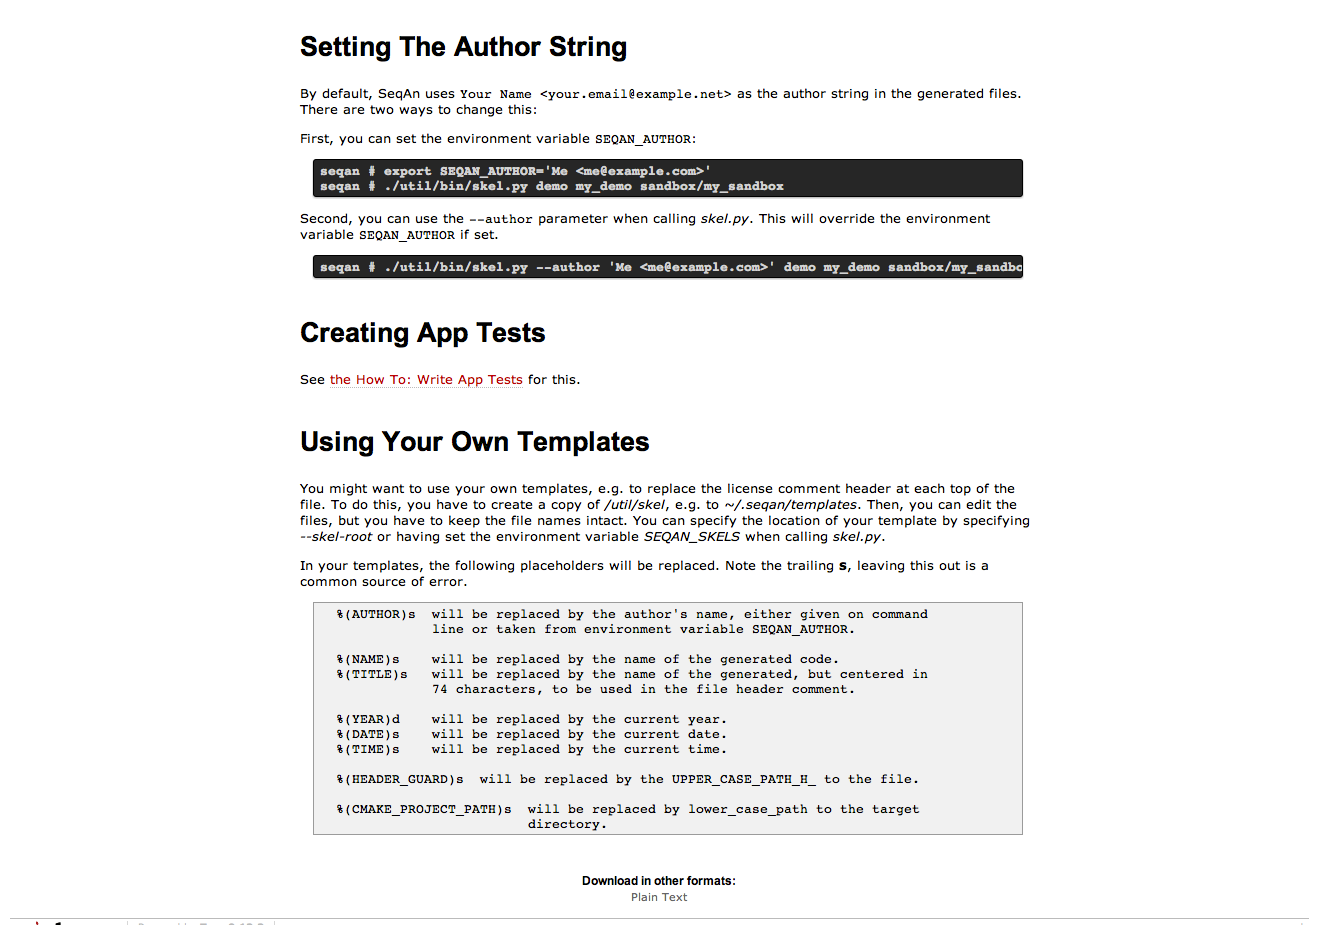 Setting The Author String
By default, SeqAn uses Your Name <your.email@example.net> as the author string in the generated files.
There are two ways to change this:
First, you can set the environment variable SEQAN_AUTHOR:
seqan # export SEQAN_AUTHOR='Me <me@example.com>'
seqan # ./util/bin/skel.py demo my_demo sandbox/my_sandbox
Second, you can use the --author parameter when calling skel.py. This will override the environment
variable SEQAN_AUTHOR if set.
seqan # ./util/bin/skel.py --author 'Me <me@example.com>' demo my_demo sandbox/my_sandbo
Creating App Tests
See the How To: Write App Tests for this.
Using Your Own Templates
You might want to use your own templates, e.g. to replace the license comment header at each top of the
file. To do this, you have to create a copy of /util/skel, e.g. to ~/.seqan/templates. Then, you can edit the
files, but you have to keep the file names intact. You can specify the location of your template by specifying
--skel-root or having set the environment variable SEQAN_SKELS when calling skel.py.
In your templates, the following placeholders will be replaced. Note the trailing s, leaving this out is a
common source of error.
%(AUTHOR)s  will be replaced by the author's name, either given on command
line or taken from environment variable SEQAN_AUTHOR.
%(NAME)s    will be replaced by the name of the generated code.
%(TITLE)s   will be replaced by the name of the generated, but centered in
74 characters, to be used in the file header comment.
%(YEAR)d    will be replaced by the current year.
%(DATE)s    will be replaced by the current date.
%(TIME)s    will be replaced by the current time.
%(HEADER_GUARD)s  will be replaced by the UPPER_CASE_PATH_H_ to the file.
%(CMAKE_PROJECT_PATH)s  will be replaced by lower_case_path to the target
directory.
Download in other formats:
Plain Text